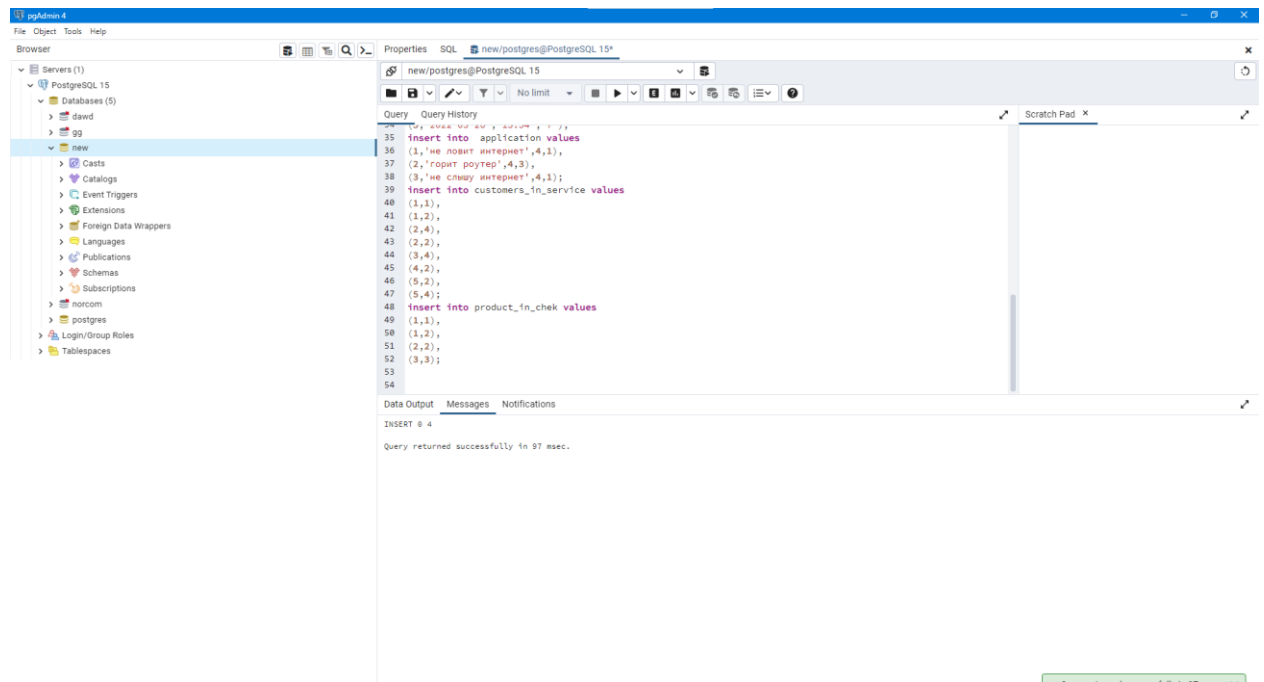 pgAdmin 4
File Object Tools Help
Browser
Servers (1)
PostgreSQL 15
Databases (5)
dawd
gg
new
Casts
Catalogs
Event Triggers
Extensions
Foreign Data Wrappers
Languages
Publications
Schemas
Subscriptions
norcom
postgres
Login/Group Roles
Tablespaces
Properties SQL new/postgres@PostgreSQL 15*
new/postgres@PostgreSQL 15
No limit
Query Query History
Scratch Pad
35 insert into application values
36 (1,'не ловит интернет',4,1),
37 (2,'горит роутер',4,3),
38 (3,'не слышу интернет',4,1);
39 insert into customers_in_service values
40 (1,1),
41 (1,2),
42 (2,4),
43 (2,2),
44 (3,4),
45 (4,2),
46 (5,2),
47 (5,4);
48 insert into product_in_chek values
49 (1,1),
50 (1,2),
51 (2,2),
52 (3,3);
53
54
Data Output Messages Notifications
INSERT 0 4
Query returned successfully in 97 msec.